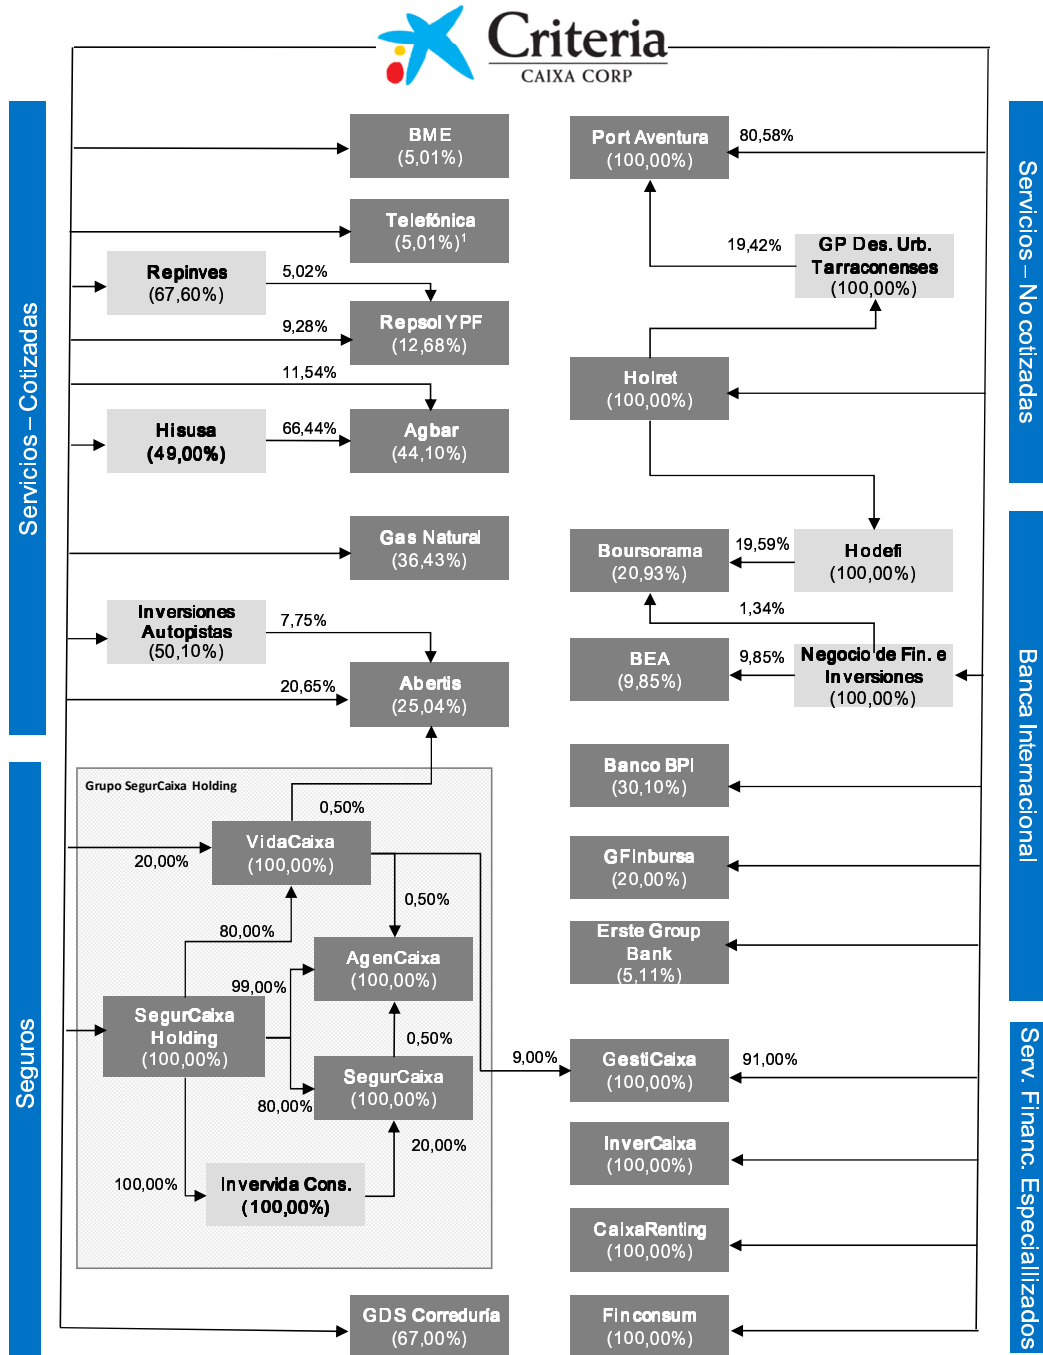 Criteria
CAIXA CORP
Servicios – Cotizadas
BME
(5,01%)
Telefónica
(5,01%)¹
Repinves
(67,60%)
5,02%
9,28%
Repsol YPF
(12,68%)
11,54%
Hisusa
(49,00%)
66,44%
Agbar
(44,10%)
Gas Natural
(36,43%)
Inversiones
Autopistas
(50,10%)
7,75%
20,65%
Abertis
(25,04%)
Seguros
Grupo SegurCaixa Holding
0,50%
VidaCaixa
(100,00%)
20,00%
0,50%
80,00%
AgenCaixa
(100,00%)
99,00%
SegurCaixa
Holding
(100,00%)
0,50%
SegurCaixa
(100,00%)
80,00%
20,00%
100,00%
Invervida Cons.
(100,00%)
GDS Correduría
(67,00%)
Servicios – No cotizadas
Port Aventura
(100,00%)
80,58%
19,42%
GP Des. Urb.
Tarraconenses
(100,00%)
Holret
(100,00%)
Banca Internacional
Boursorama
(20,93%)
19,59%
Hodefi
(100,00%)
1,34%
BEA
(9,85%)
9,85%
Negocio de Fin. e
Inversiones
(100,00%)
Banco BPI
(30,10%)
GFInbursa
(20,00%)
Erste Group
Bank
(5,11%)
Serv. Financ. Especiallizados
9,00%
GestiCaixa
(100,00%)
91,00%
InverCaixa
(100,00%)
CaixaRenting
(100,00%)
Finconsum
(100,00%)